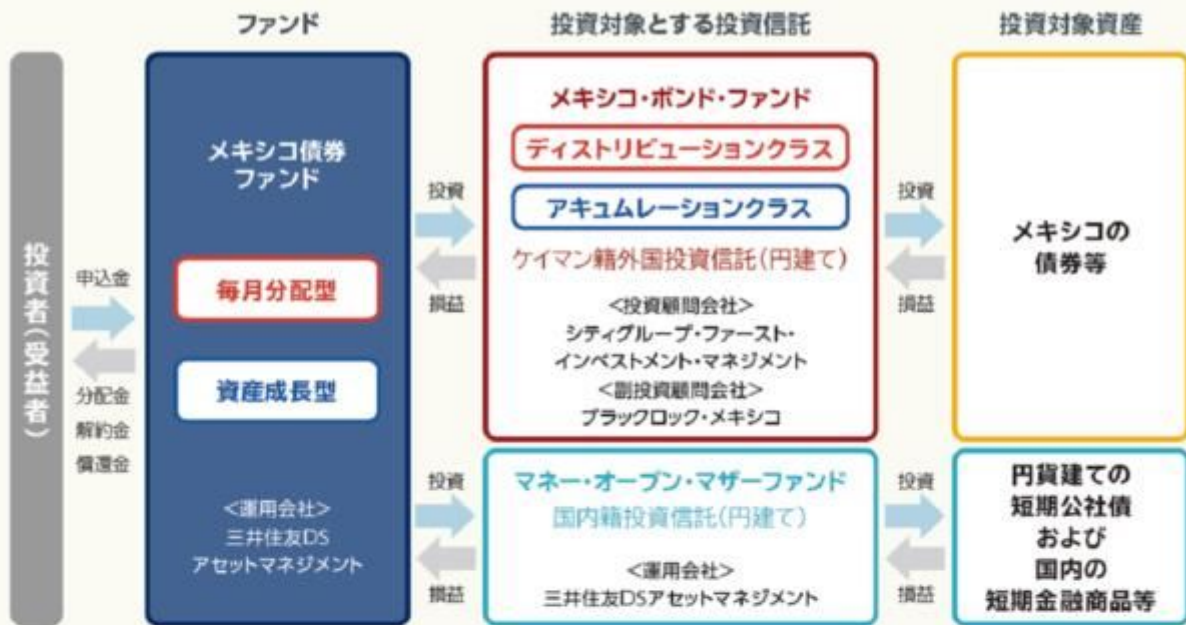 ファンド
投資対象とする投資信託
投資対象資産
投資者(受益者)
申込金
分配金
解約金
償還金
メキシコ債券
ファンド
毎月分配型
資産成長型
<運用会社>
三井住友DS
アセットマネジメント
投資
損益
メキシコ・ボンド・ファンド
ディストリビューションクラス
アキュムレーションクラス
ケイマン籍外国投資信託(円建て)
<投資顧問会社>
シティグループ・ファースト・
インベストメント・マネジメント
<副投資顧問会社>
ブラックロック・メキシコ
投資
損益
メキシコの
債券等
投資
損益
マネー・オープン・マザーファンド
国内籍投資信託(円建て)
<運用会社>
三井住友DSアセットマネジメント
投資
損益
円貨建ての
短期公社債
および
国内の
短期金融商品等